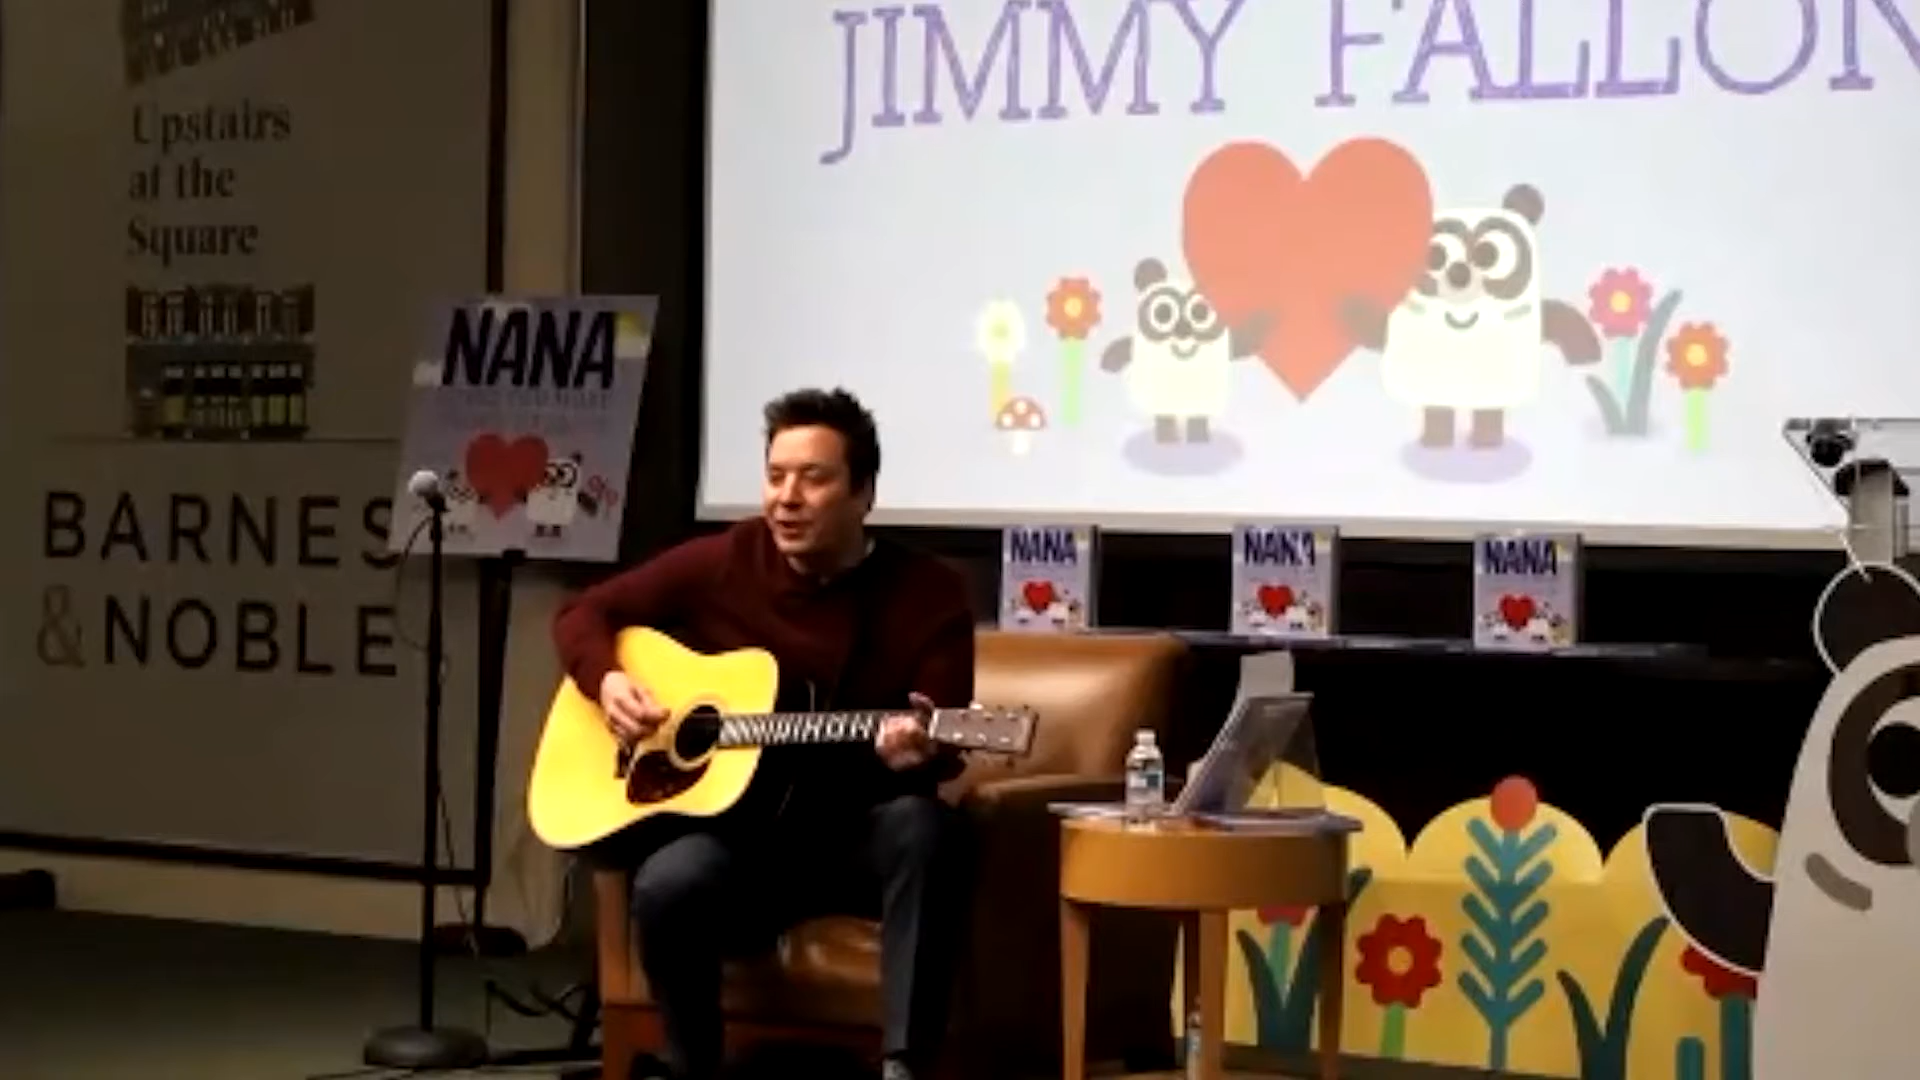 JIMMY FALLON
Upstairs
at the
Square
NANA
BARNES
& NOBLE
NANA
NANA
NANA